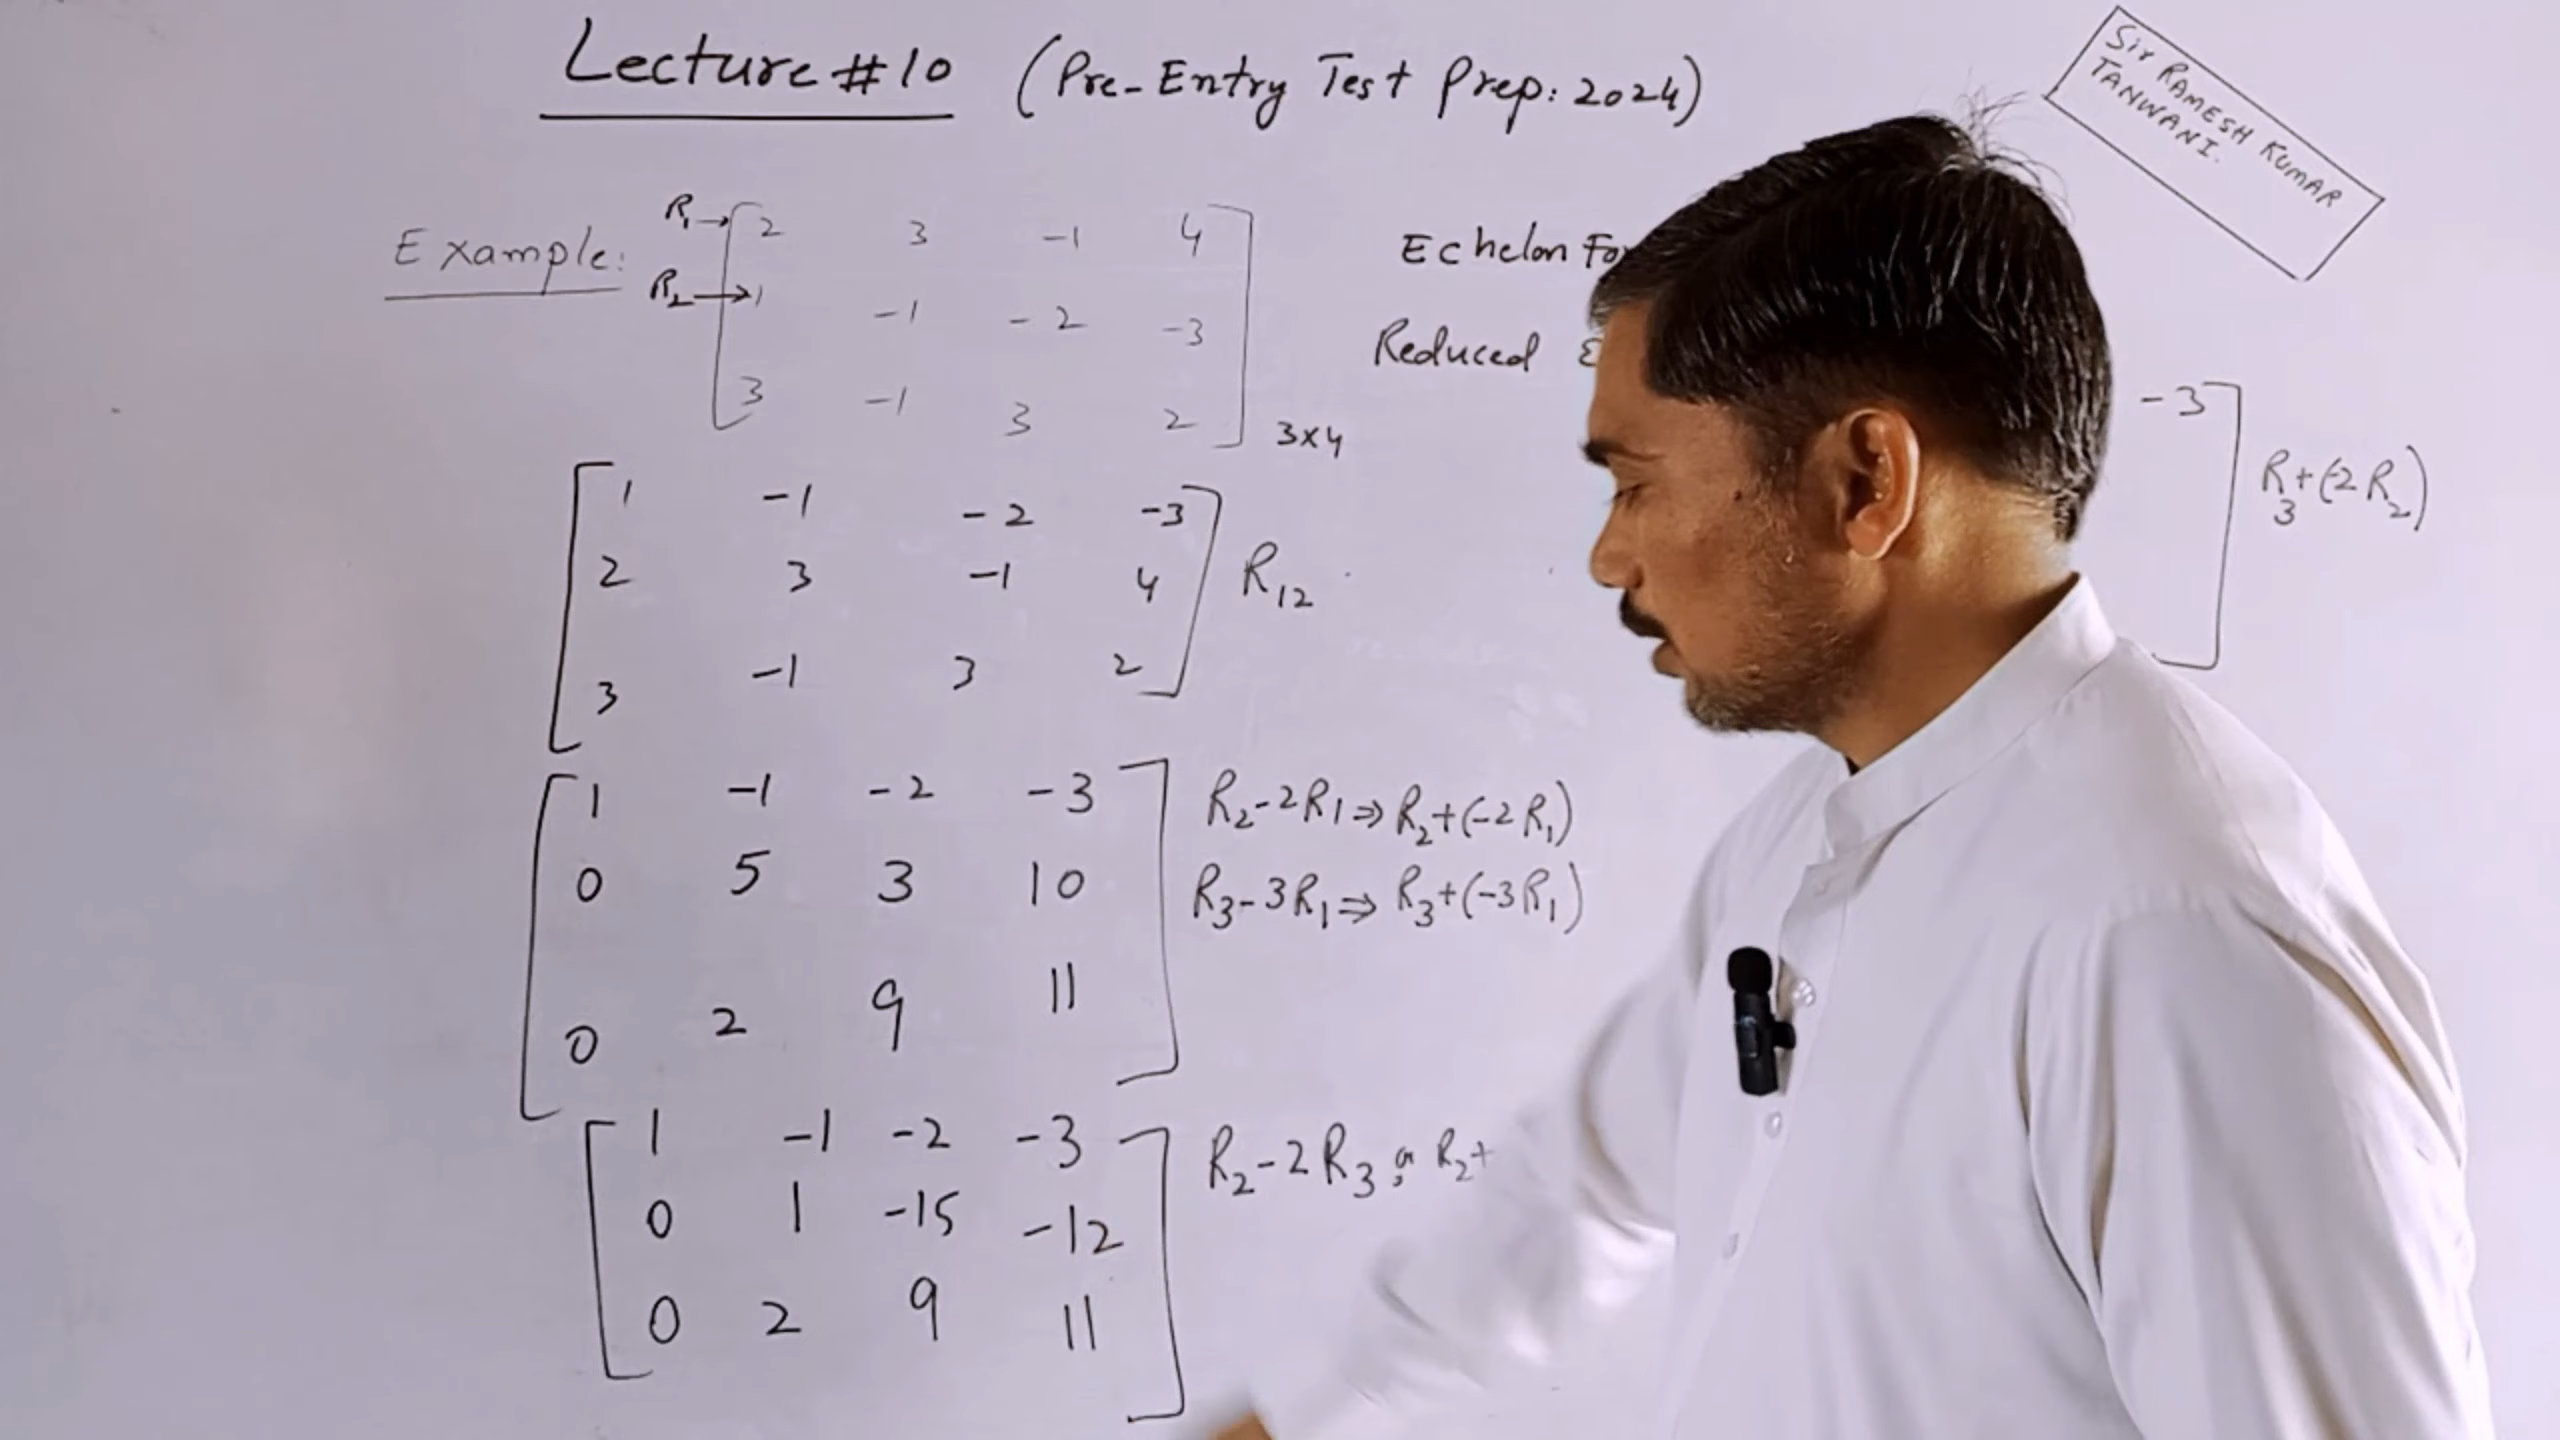 Lecture #10 (Pre-Entry Test Prep: 2024)
Sir RAMESH KUMAR
TANWANI.
Example:
R1→ 2 3 -1 4
R2→ 1 -1 -2 -3
3 -1 3 2
3×4
Echelon
Reduced
1 -1 -2 -3
2 3 -1 4 R12
3 -1 3 2
-3
R3+(-2R2)
1 -1 -2 -3 R2-2R1⇒ R2+(-2R1)
0 5 3 10 R3-3R1⇒ R3+(-3R1)
0 2 9 11
1 -1 -2 -3 R2-2R3 R2+
0 1 -15 -12
0 2 9 11